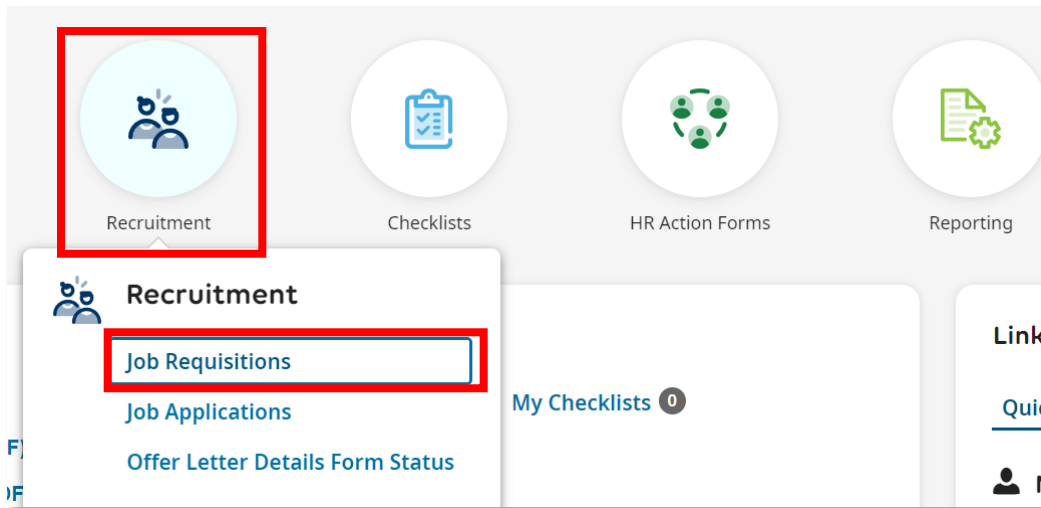 Recruitment
Checklists
HR Action Forms
Reporting
Recruitment
Job Requisitions
Job Applications
Offer Letter Details Form Status
My Checklists 0
F)